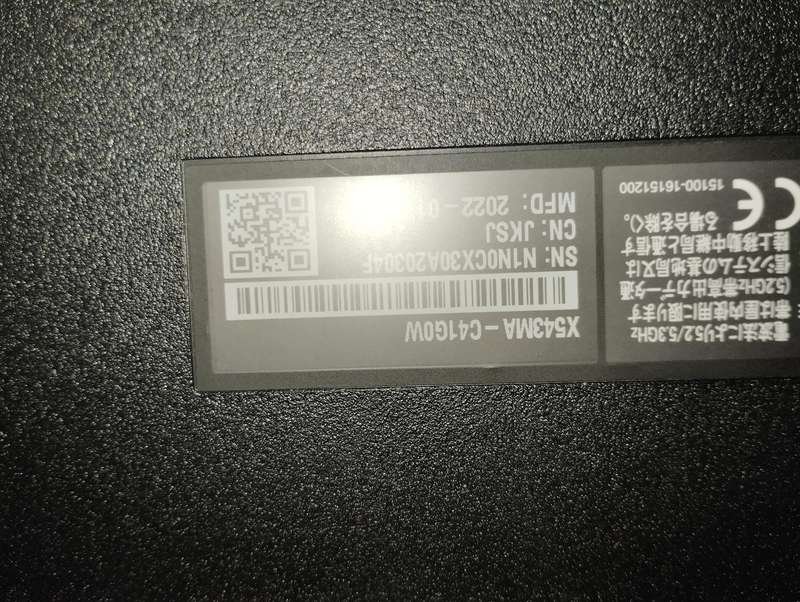 X543MA-C41G0W
SN: N1N0CX30A20304F
CN: JKSJ
MFD: 2022-01
電波法により5.2/5.3GHz
帯は屋内使用に限ります
(5.2GHz帯高出力データ通
信システムの基地局又は
陸上移動中継局と通信す
る場合を除く)。
CE
15100-16151200